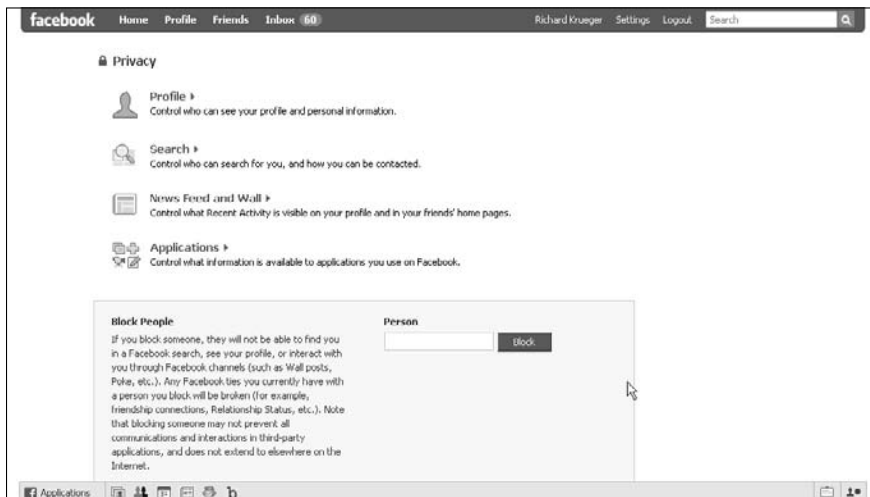 facebook Home Profile Friends Inbox 60 Richard Krueger Settings Logout Search
Privacy
Profile
Control who can see your profile and personal information.
Search
Control who can search for you, and how you can be contacted.
News Feed and Wall
Control what Recent Activity is visible on your profile and in your friends' home pages.
Applications
Control what information is available to applications you use on Facebook.
Block People
If you block someone, they will not be able to find you
in a Facebook search, see your profile, or interact with
you through Facebook channels (such as Wall posts,
Poke, etc.). Any Facebook ties you currently have with
a person you block will be broken (for example,
friendship connections, Relationship Status, etc.). Note
that blocking someone may not prevent all
communications and interactions in third-party
applications, and does not extend to elsewhere on the
Internet.
Person
Block
Applications